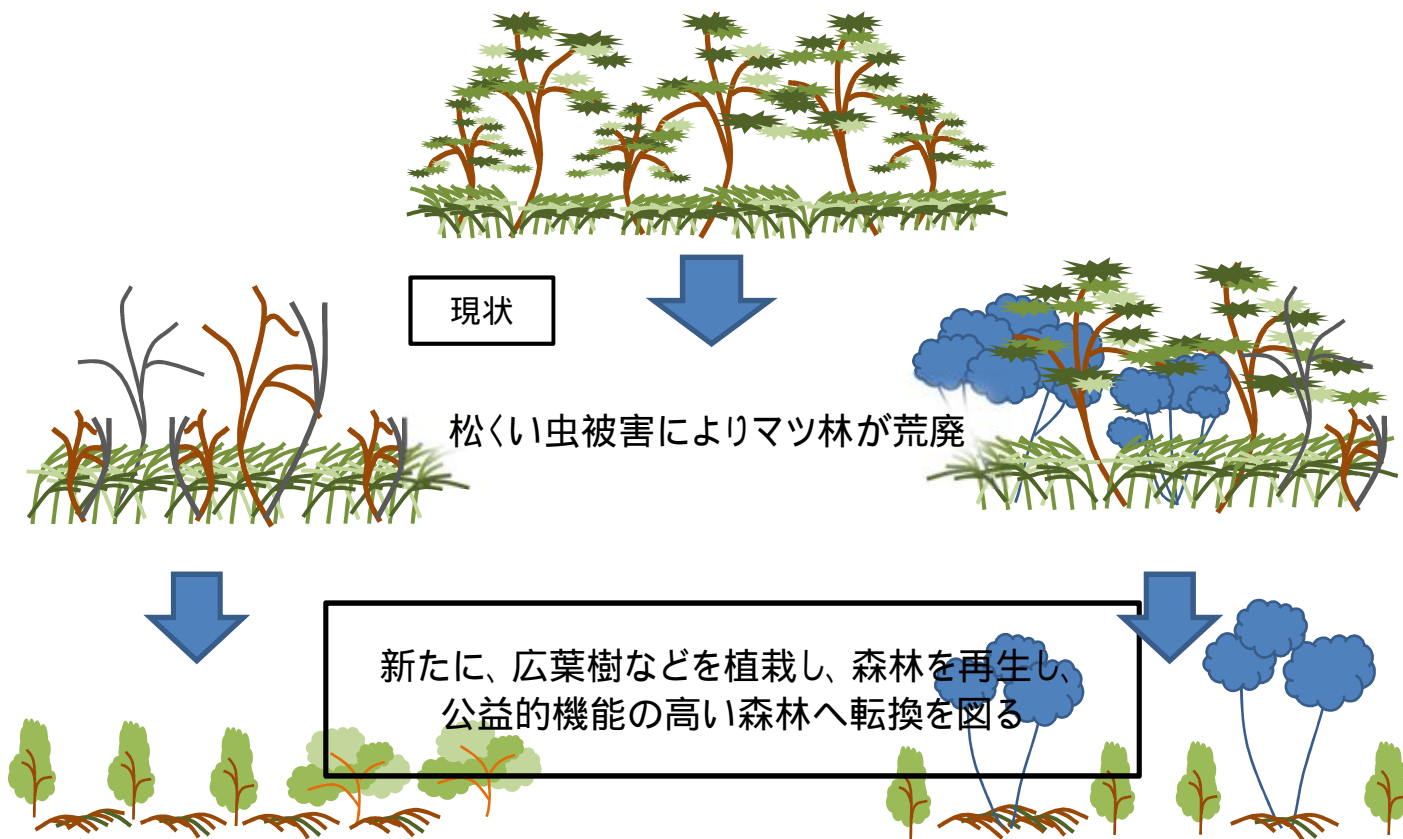 現状
松くい虫被害によりマツ林が荒廃
新たに、広葉樹などを植栽し、森林を再生し、
公益的機能の高い森林へ転換を図る